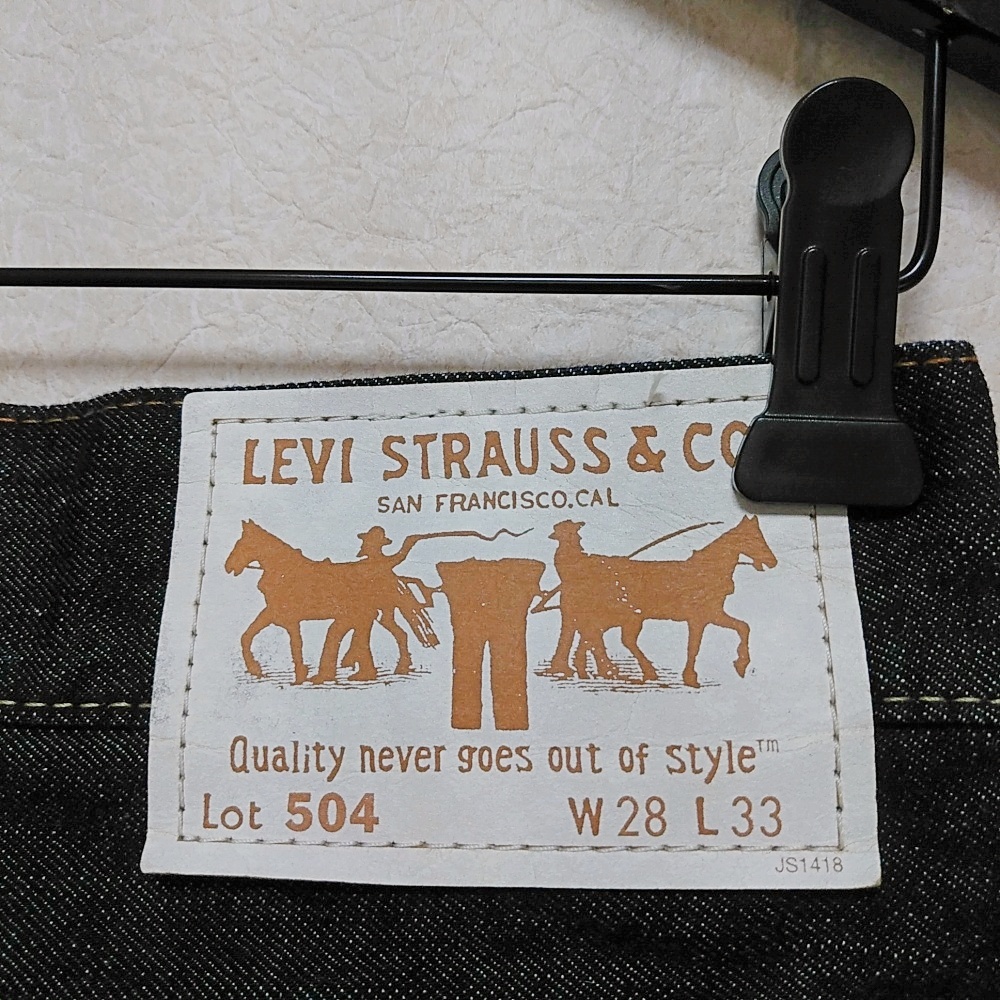 LEVI STRAUSS & CO
SAN FRANCISCO.CAL
Quality never goes out of style™
Lot 504 W 28 L 33
JS1418